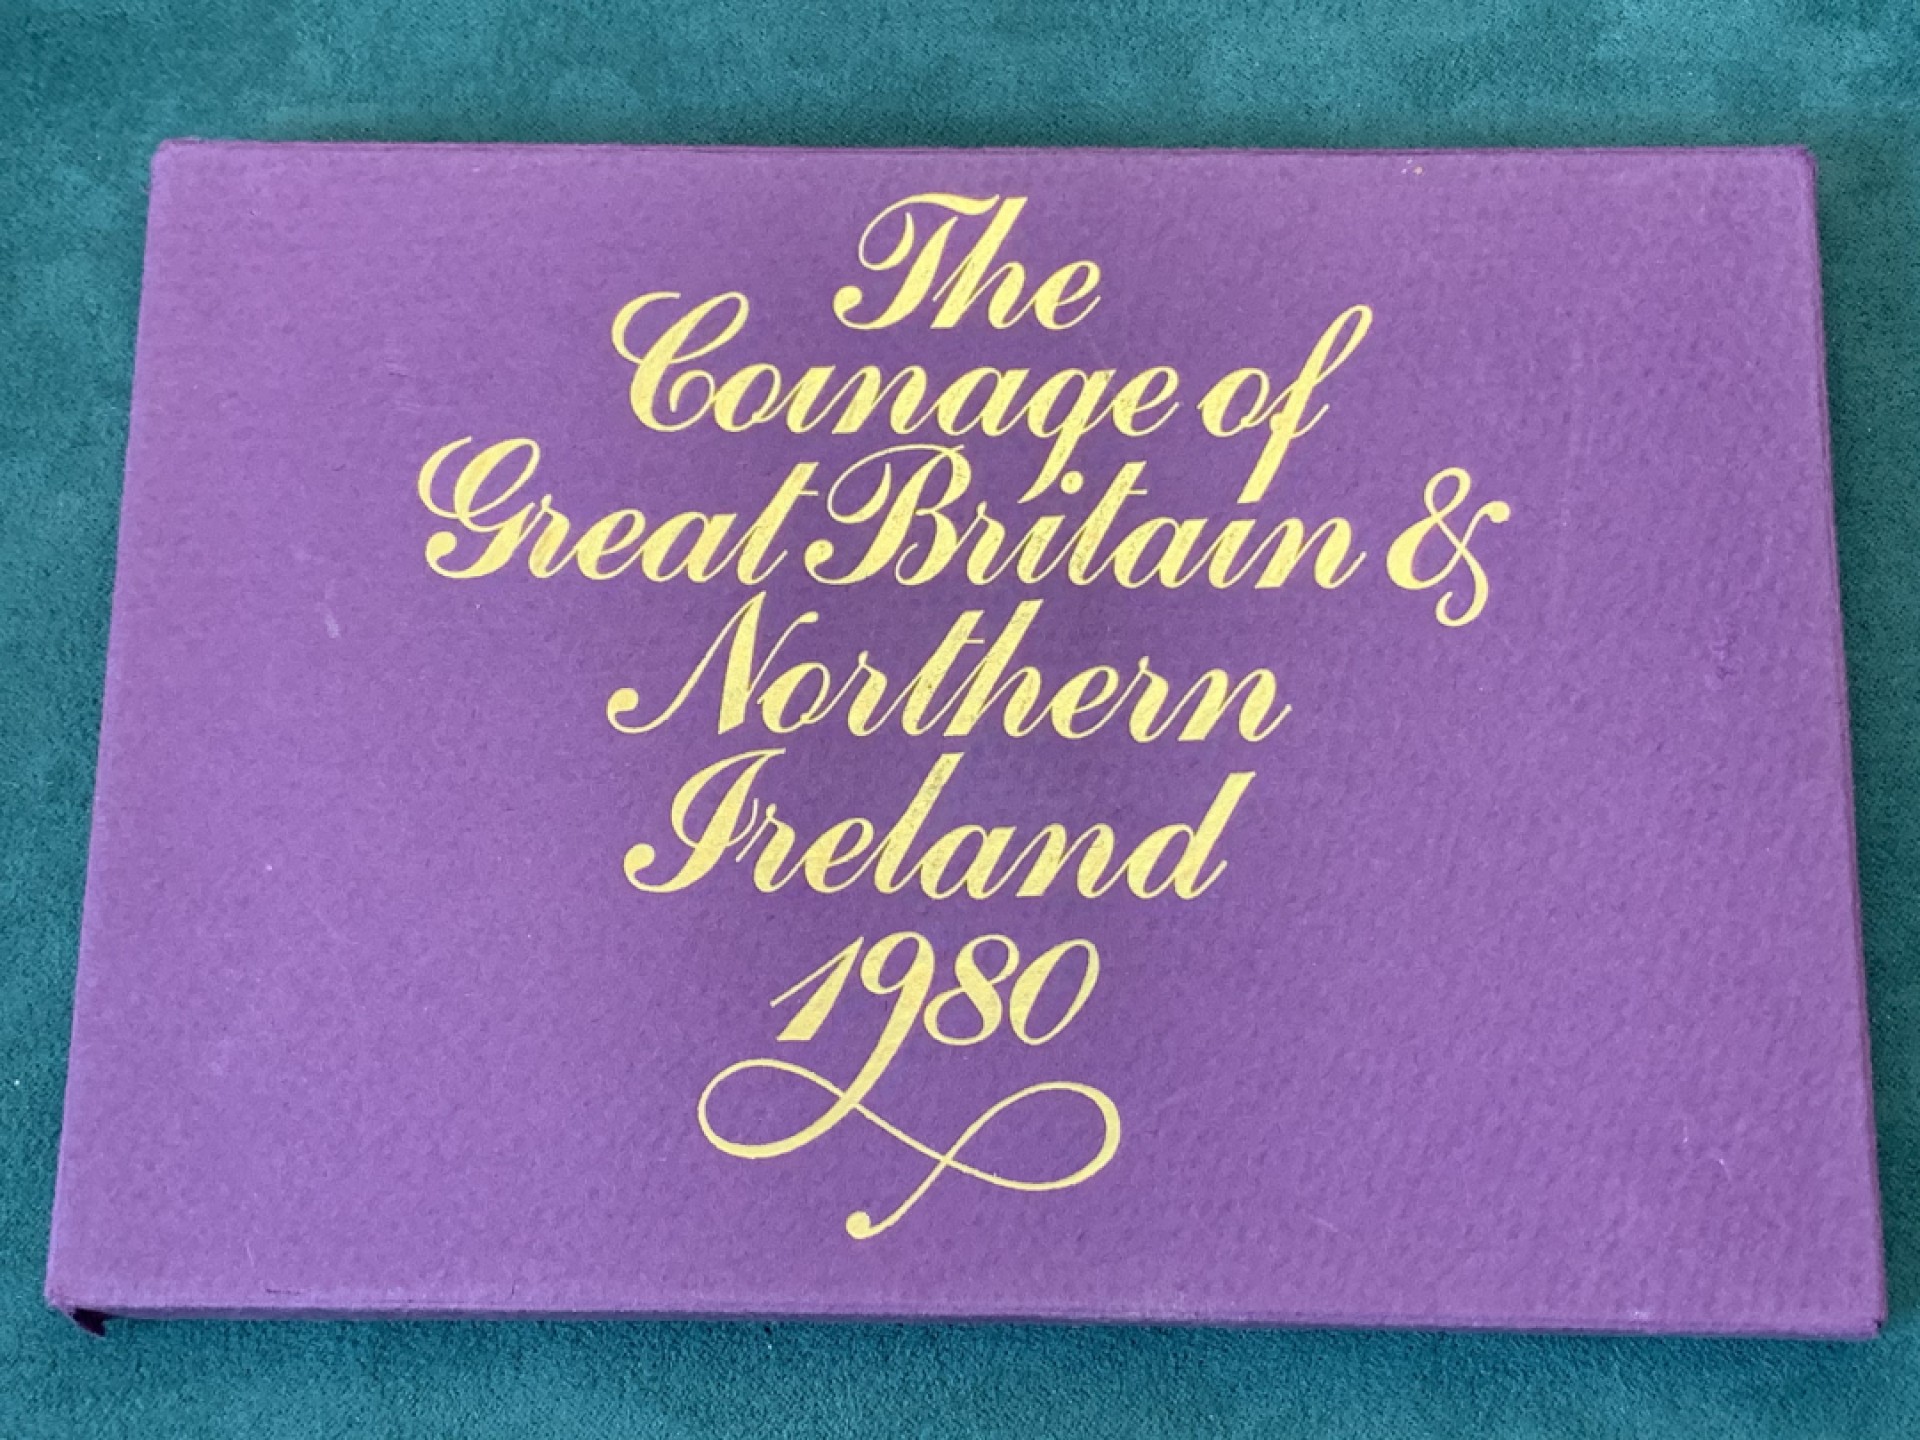 The
Coinage of
Great Britain &
Northern
Ireland
1980